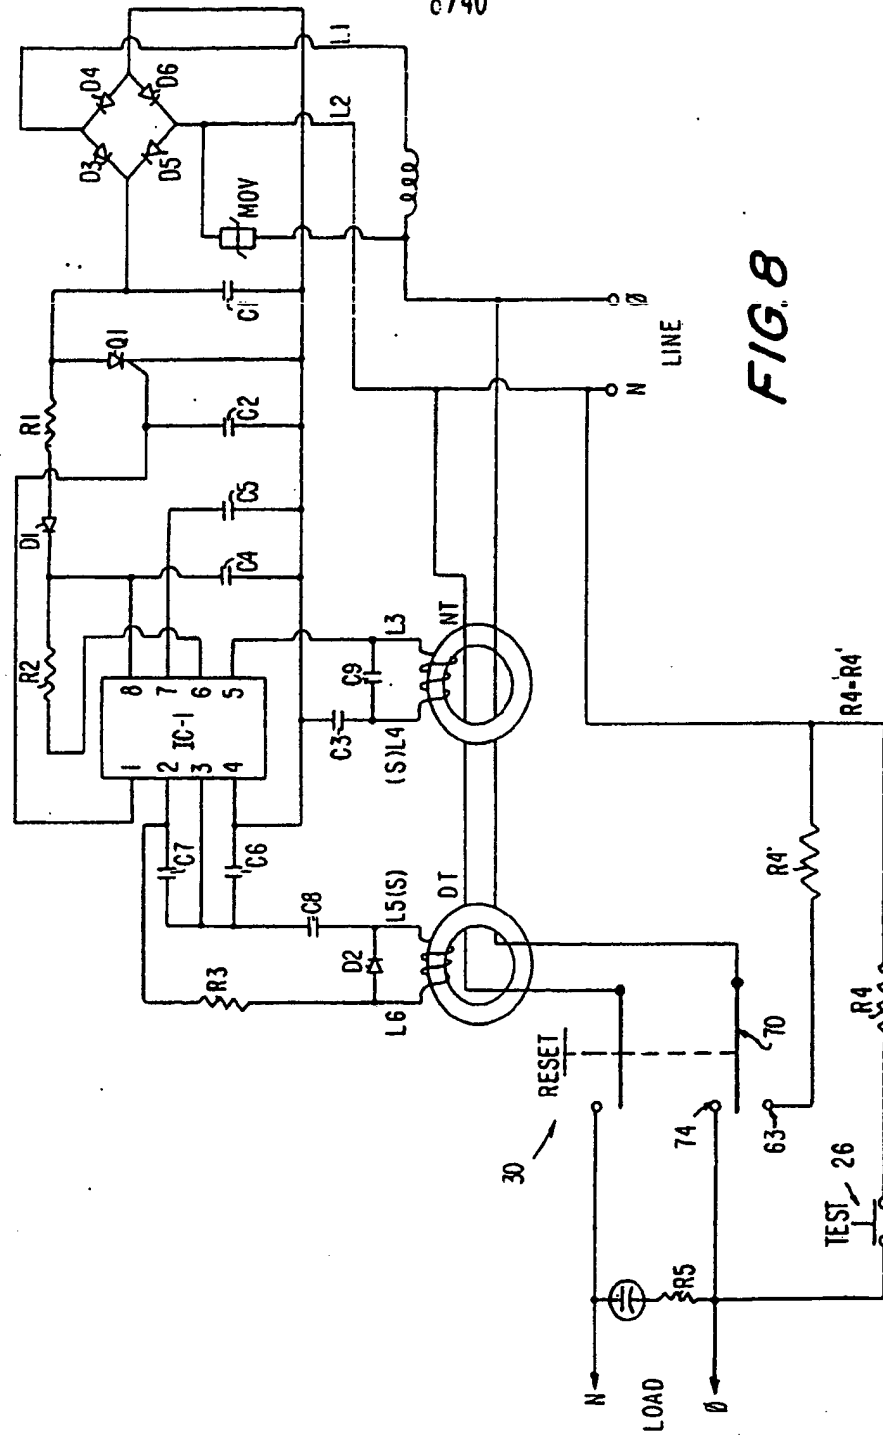 8/40
L1
D4
D6
L2
D3
D5
MOV
C1
Q1
R1
C2
D1
C5
C4
R2
8
7
6
5
IC-1
1
2
3
4
L3
NT
C9
C3
(S)L4
C7
C6
L5(S)
DT
C8
D2
R3
L6
Ø
LINE
N
FIG. 8
R4=R4'
R4'
R4
RESET
70
74
63
30
TEST
26
R5
N
LOAD
Ø